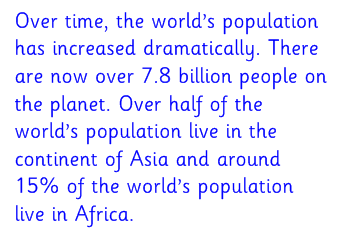 Over time, the world's population
has increased dramatically. There
are now over 7.8 billion people on
the planet. Over half of the
world's population live in the
continent of Asia and around
15% of the world's population
live in Africa.